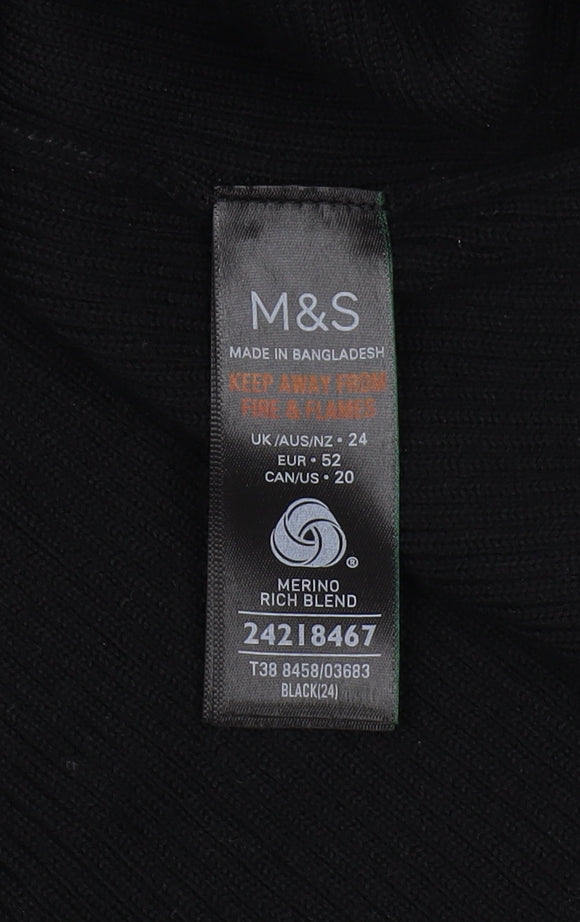 M&S
MADE IN BANGLADESH
KEEP AWAY FROM
FIRE & FLAMES
UK/AUS/NZ • 24
EUR • 52
CAN/US • 20
®
MERINO
RICH BLEND
24218467
T38 8458/03683
BLACK(24)